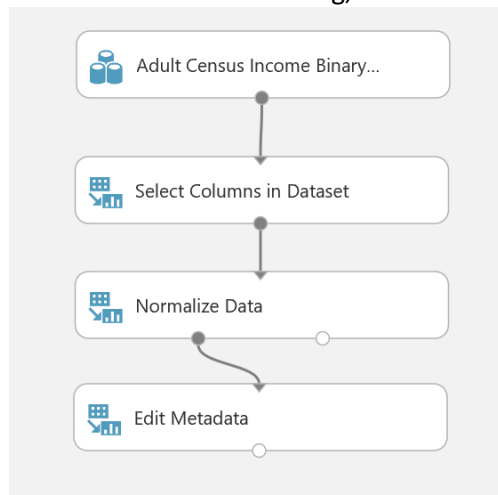 Adult Census Income Binary...
Select Columns in Dataset
Normalize Data
Edit Metadata